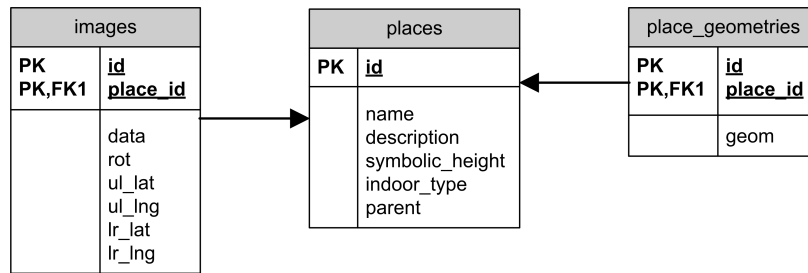 images
PK id
PK,FK1 place_id
data
rot
ul_lat
ul_lng
lr_lat
lr_lng
places
PK id
name
description
symbolic_height
indoor_type
parent
place_geometries
PK id
PK,FK1 place_id
geom